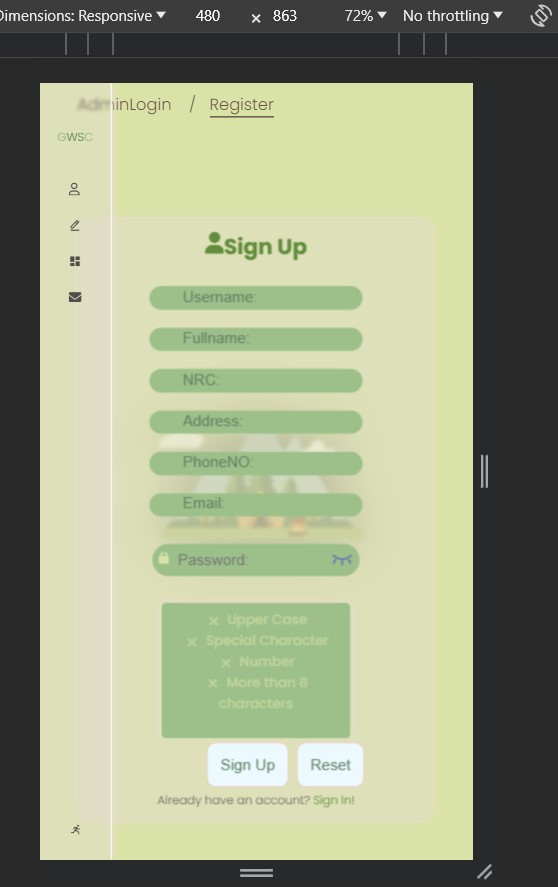 Dimensions: Responsive 480 × 863 72% No throttling
AdminLogin / Register
GWSC
Sign Up
Username:
Fullname:
NRC:
Address:
PhoneNO:
Email:
Password:
× Upper Case
× Special Character
× Number
× More than 8
characters
Sign Up Reset
Already have an account? Sign In!